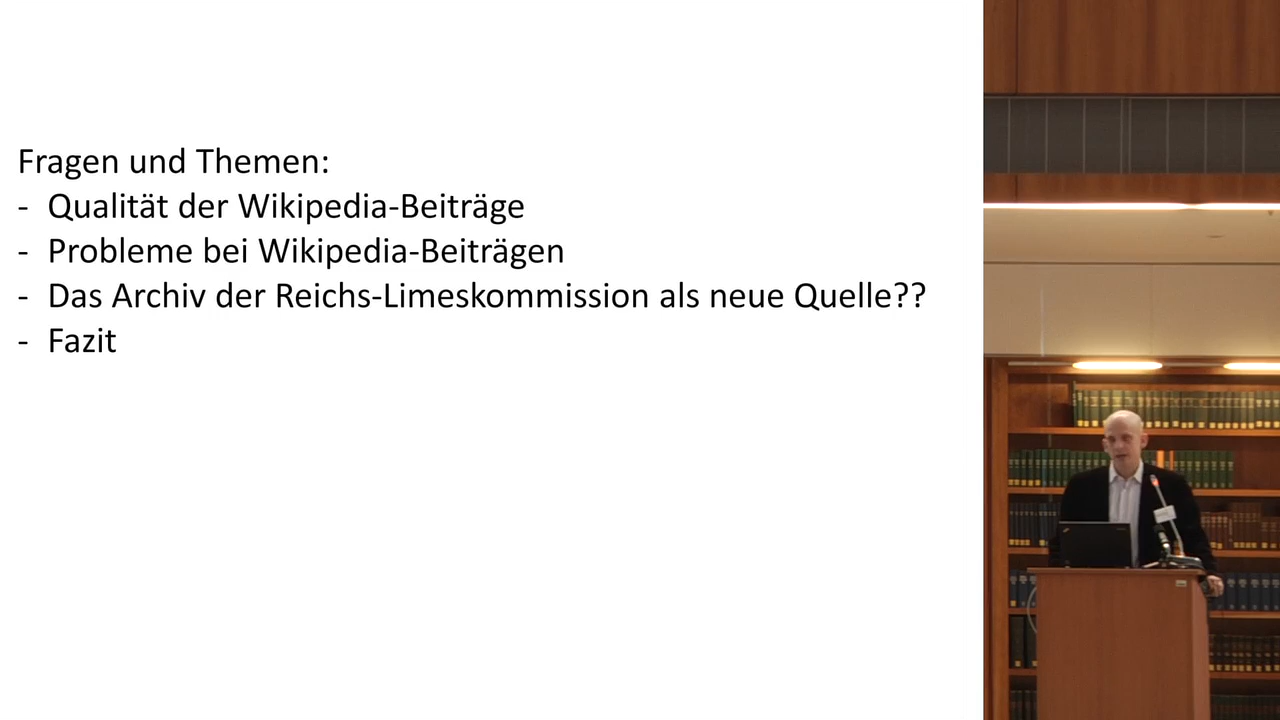 Fragen und Themen:
- Qualität der Wikipedia-Beiträge
- Probleme bei Wikipedia-Beiträgen
- Das Archiv der Reichs-Limeskommission als neue Quelle??
- Fazit